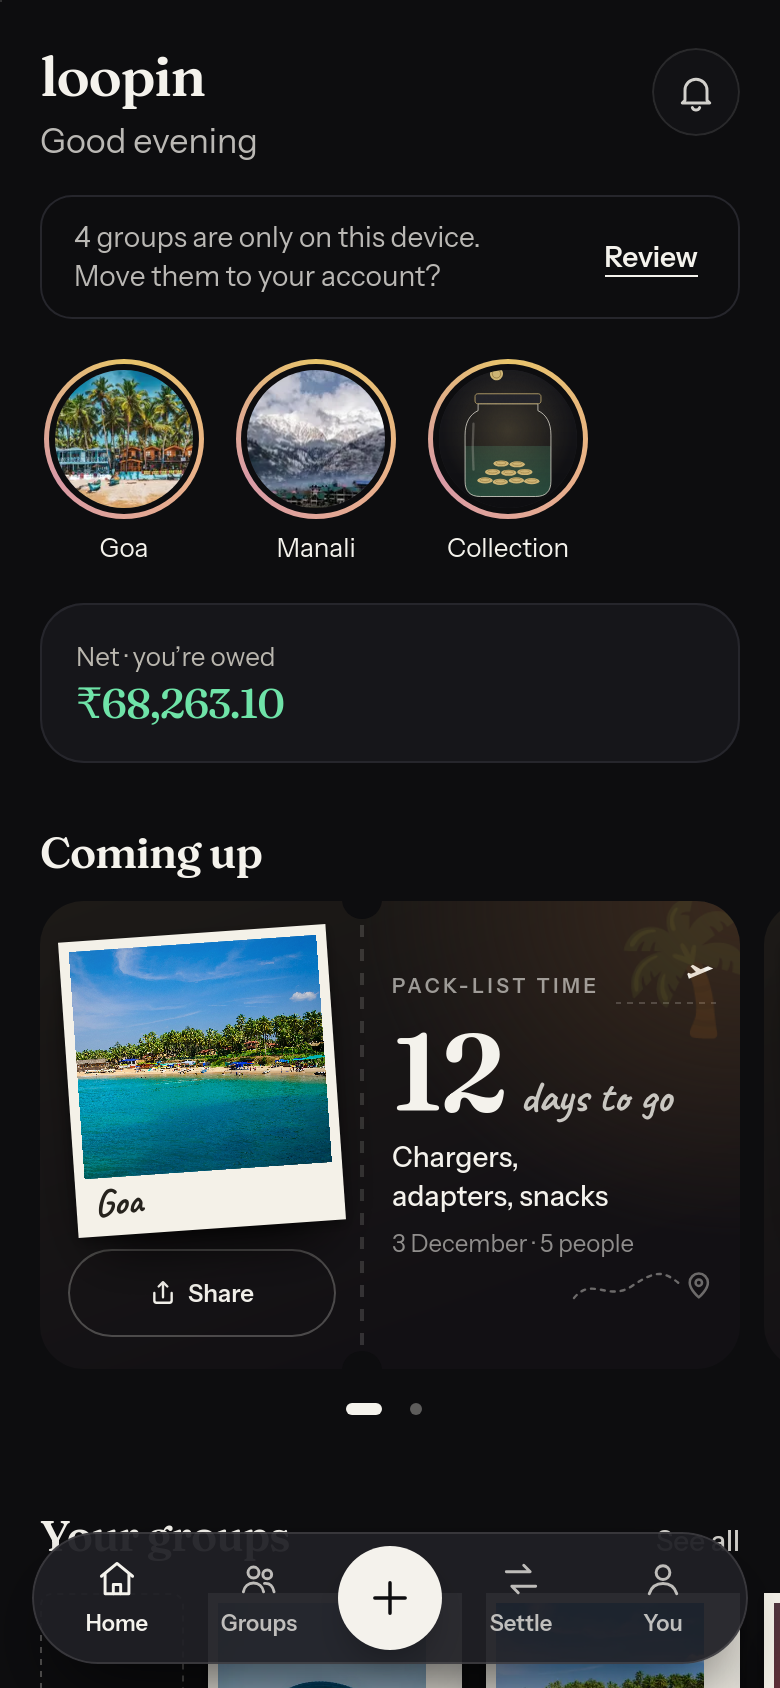 loopin
Good evening
4 groups are only on this device.
Move them to your account?
Review
Goa
Manali
Collection
Net · you’re owed
₹68,263.10
Coming up
PACK-LIST TIME
12 days to go
Chargers,
adapters, snacks
3 December · 5 people
Goa
Share
Your groups
See all
Home
Groups
Settle
You